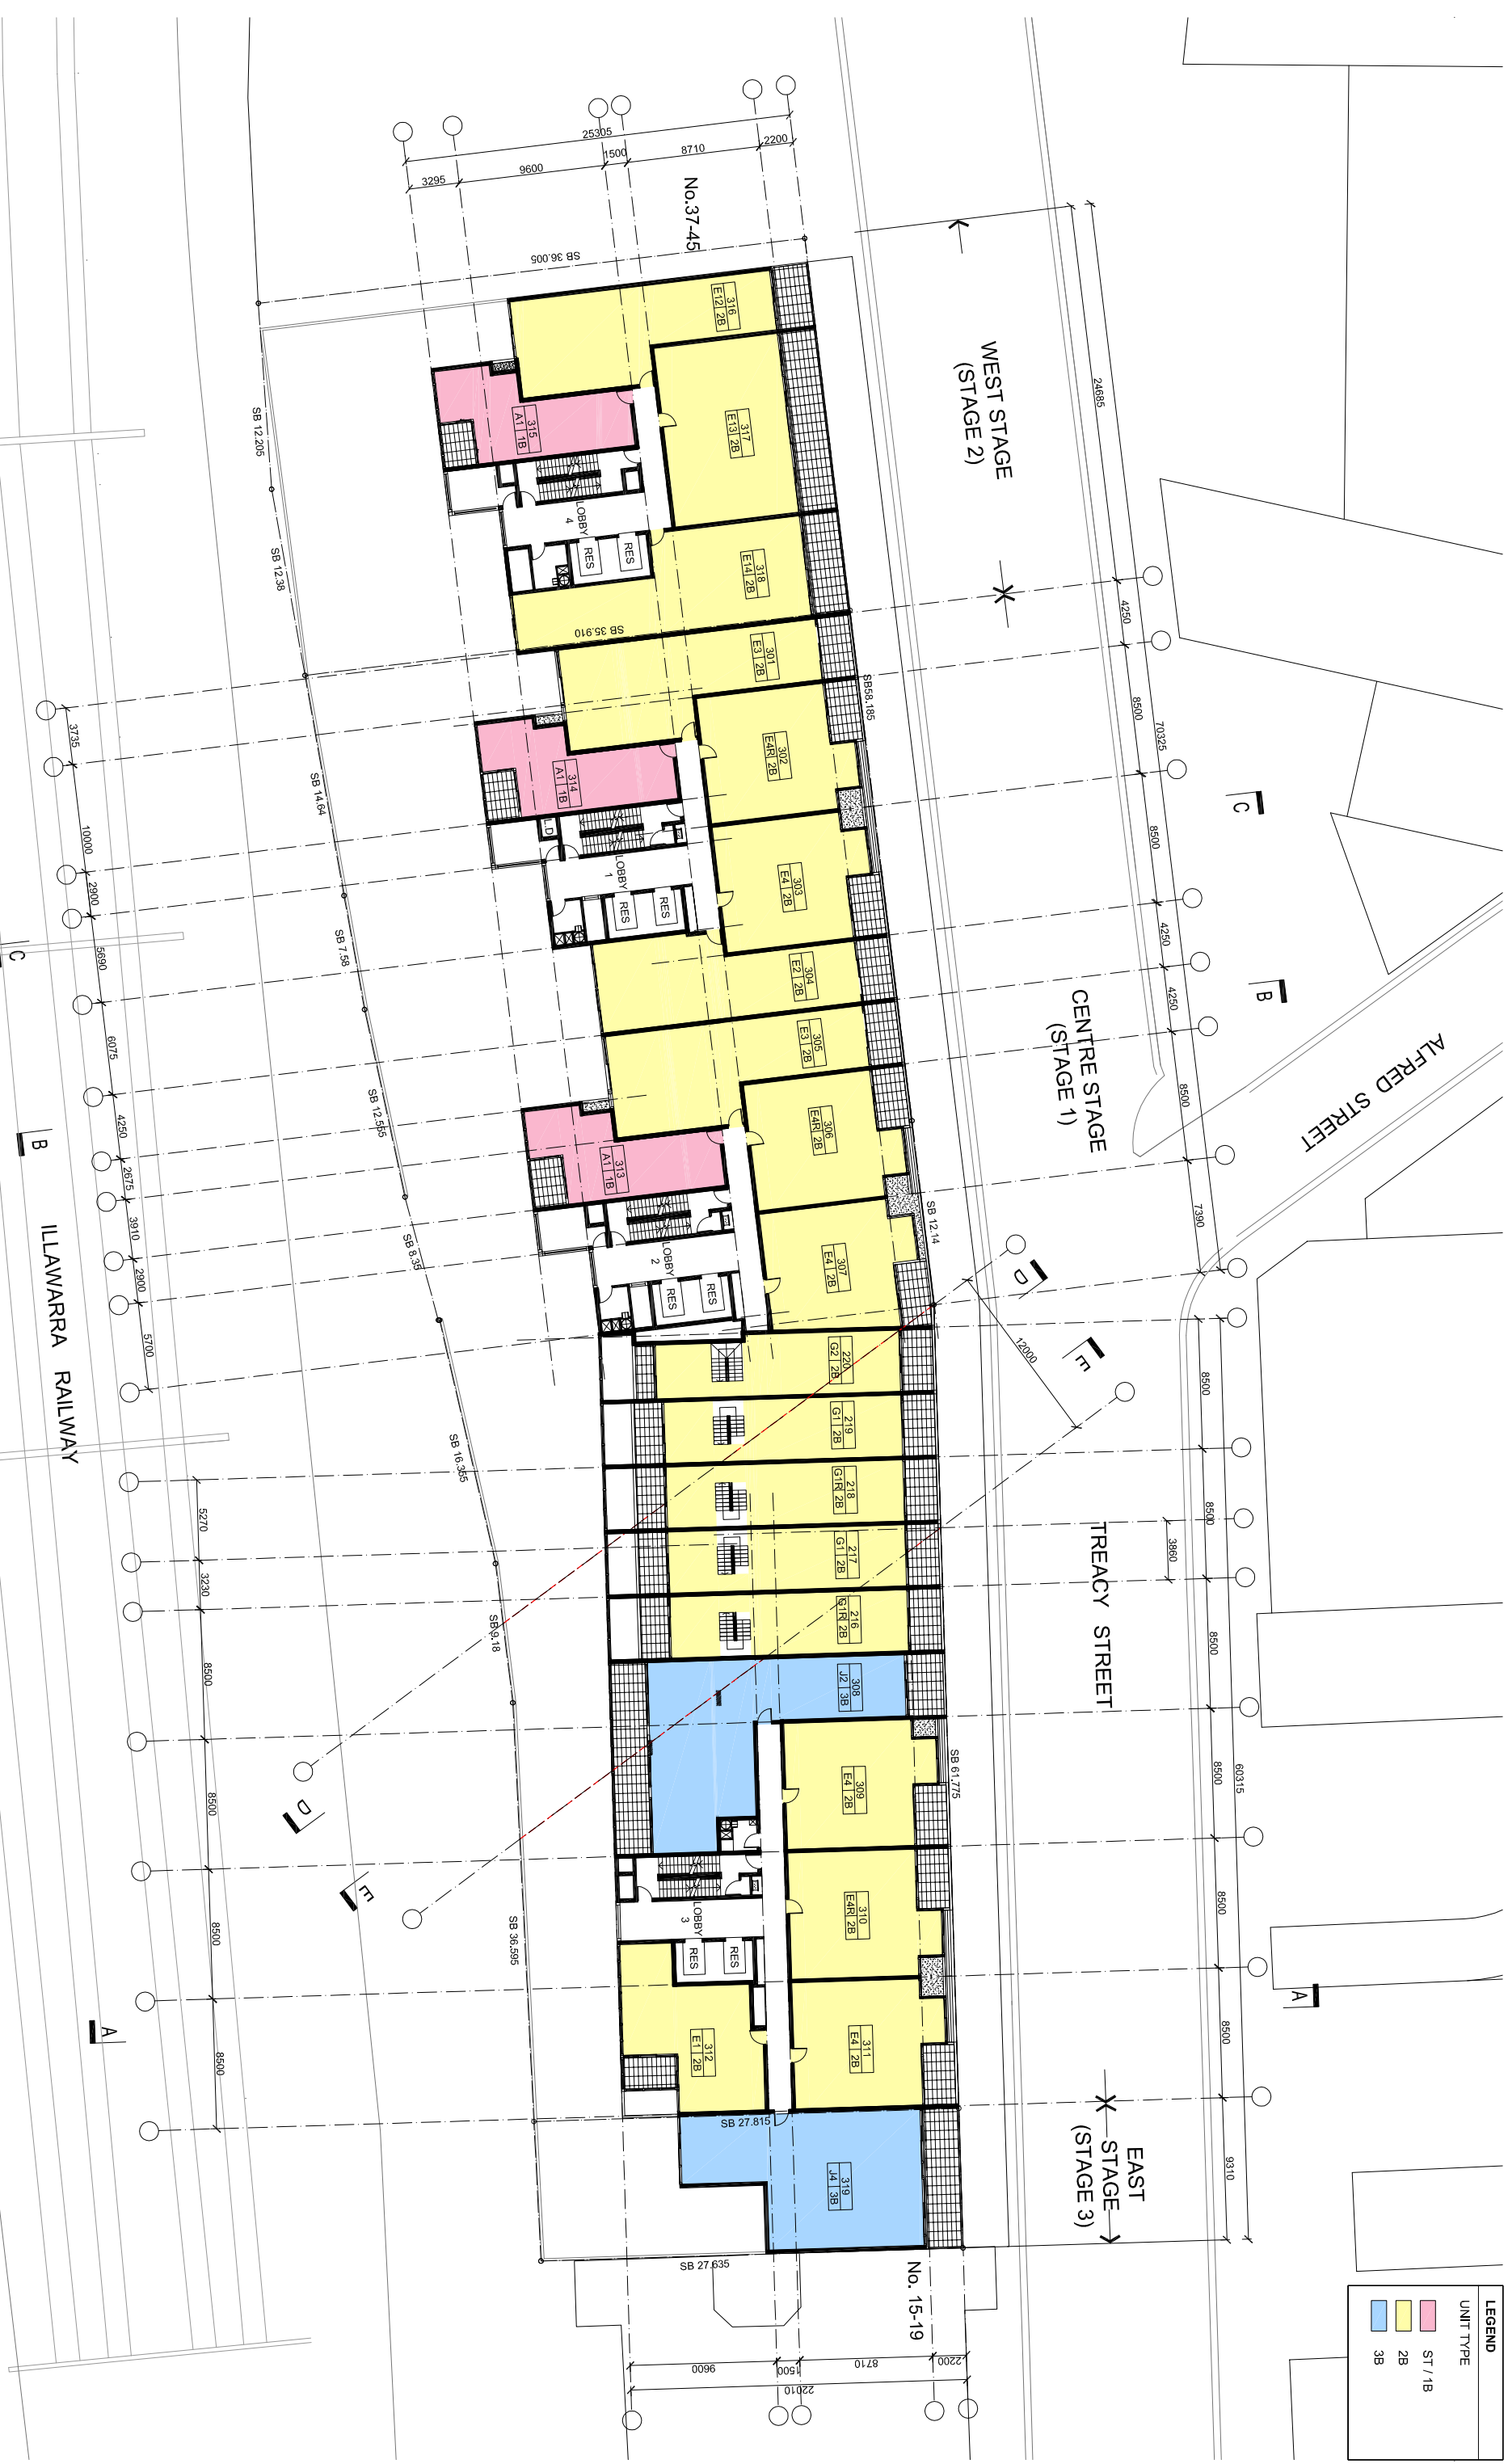 LEGEND
UNIT TYPE
ST / 1B
2B
3B
ALFRED STREET
TREACY STREET
ILLAWARRA RAILWAY
WEST STAGE
(STAGE 2)
CENTRE STAGE
(STAGE 1)
EAST
STAGE
(STAGE 3)
No.37-45
No. 15-19
25305
3295
9600
1500
8710
2200
24685
4250
8500
70325
8500
4250
4250
8500
7390
12000
8500
8500
3860
8500
8500
60315
8500
8500
9310
SB 36.005
SB 12.205
SB 12.38
SB 35.910
SB58.185
SB 14.64
SB 7.58
SB 12.555
SB 8.35
SB 12.14
SB 16.355
SB 9.18
SB 61.775
SB 36.595
SB 27.815
SB 27.635
316
E12 2B
317
E13 2B
315
A1 1B
LOBBY
4
RES
RES
318
E14 2B
301
E3 2B
302
E4R 2B
314
A1 1B
L.D
LOBBY
1
RES
RES
303
E4 2B
304
E2 2B
305
E3 2B
306
E4R 2B
313
A1 1B
LOBBY
2
RES
RES
307
E4 2B
220
G2 2B
219
G1 2B
218
G1R 2B
217
G1 2B
216
G1R 2B
308
J2 3B
309
E4 2B
LOBBY
3
RES
RES
310
E4R 2B
311
E4 2B
312
E1 2B
319
J4 3B
3735
10000
2900
5690
6075
4250
2675
3910
2900
5700
5270
3230
8500
8500
8500
8500
9600
1500
8710
2200
22010
C
C
B
B
D
D
E
E
A
A